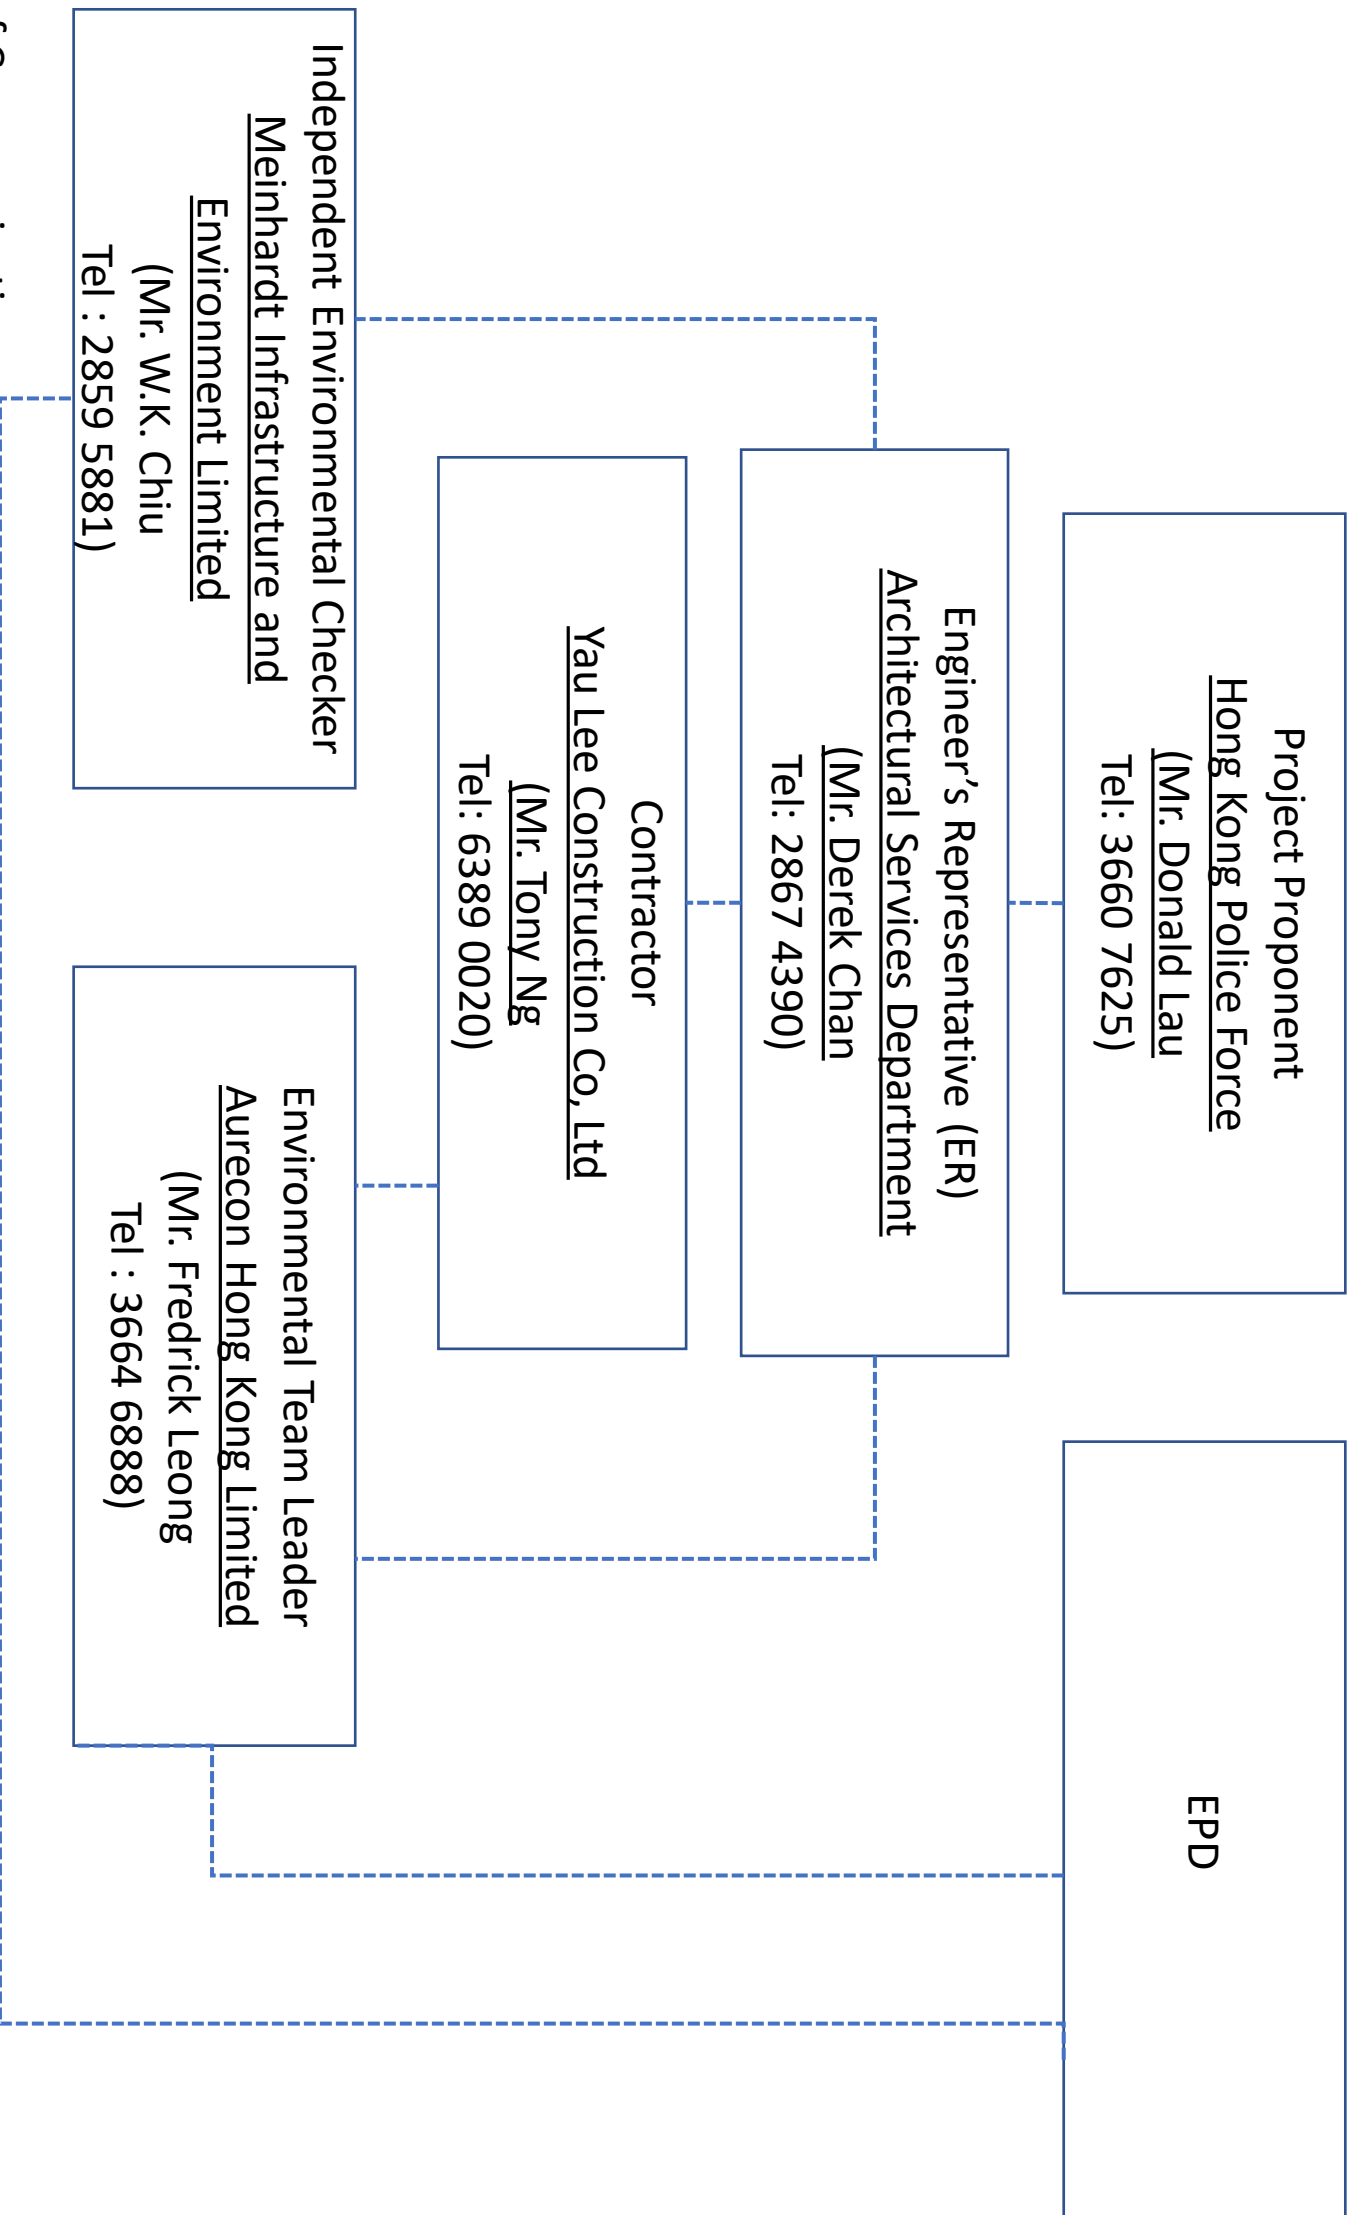 Project Proponent
Hong Kong Police Force
(Mr. Donald Lau
Tel: 3660 7625)
EPD
Engineer’s Representative (ER)
Architectural Services Department
(Mr. Derek Chan
Tel: 2867 4390)
Contractor
Yau Lee Construction Co, Ltd
(Mr. Tony Ng
Tel: 6389 0020)
Independent Environmental Checker
Meinhardt Infrastructure and
Environment Limited
(Mr. W.K. Chiu
Tel : 2859 5881)
Environmental Team Leader
Aurecon Hong Kong Limited
(Mr. Fredrick Leong
Tel : 3664 6888)